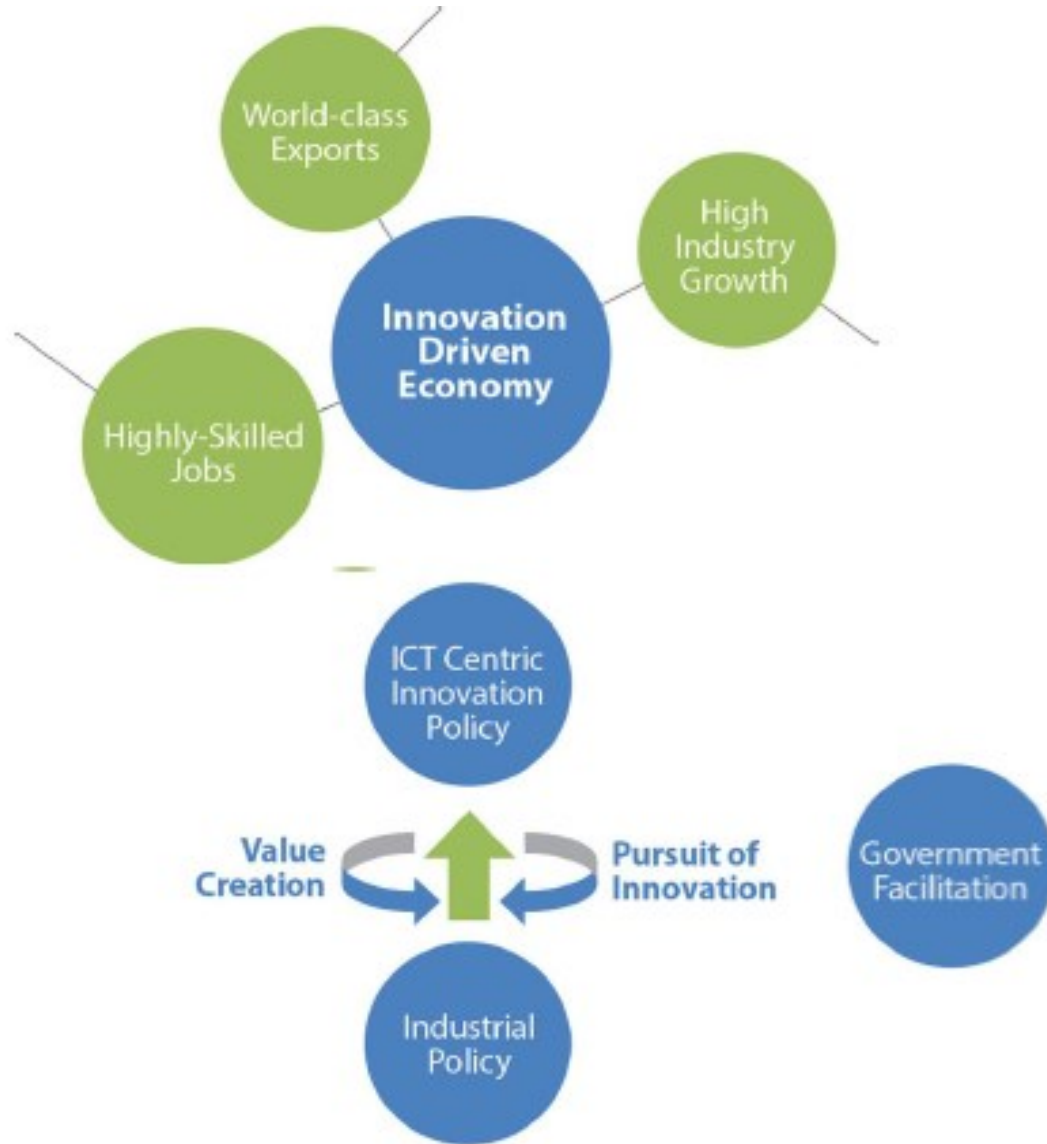 World-class
Exports
High
Industry
Growth
Innovation
Driven
Economy
Highly-Skilled
Jobs
ICT Centric
Innovation
Policy
Value
Creation
Pursuit of
Innovation
Government
Facilitation
Industrial
Policy